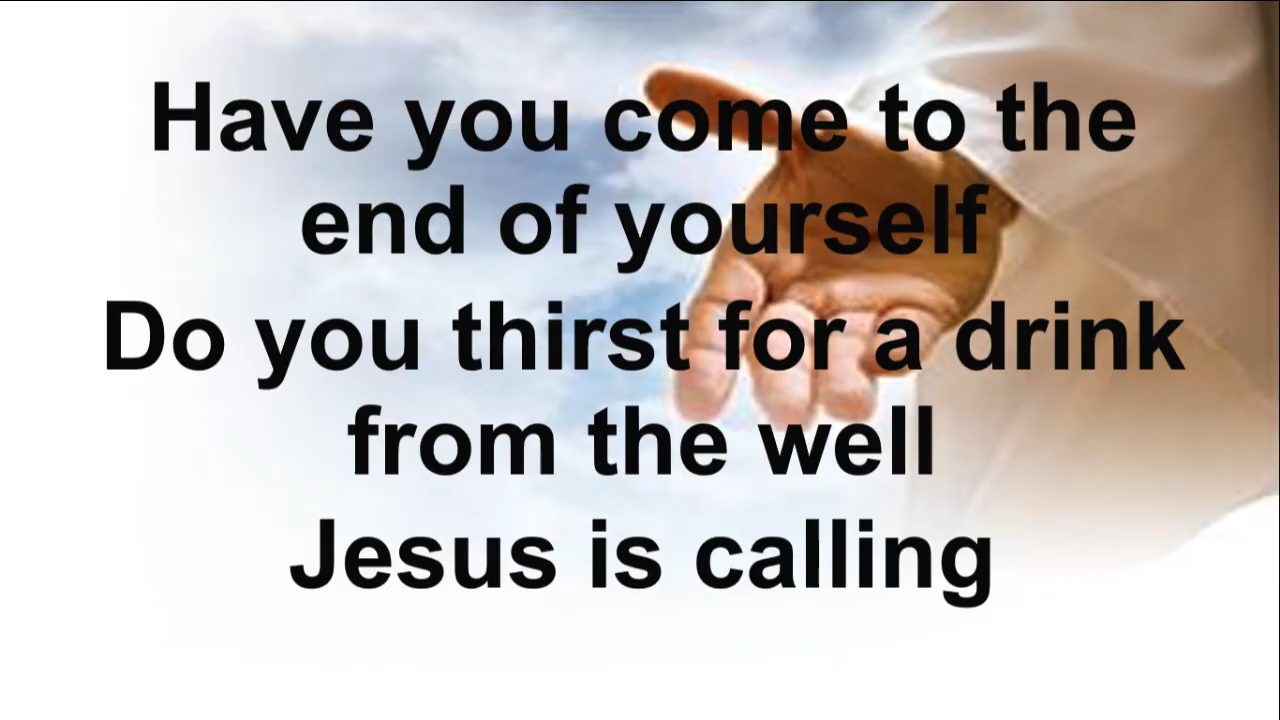 Have you come to the
end of yourself
Do you thirst for a drink
from the well
Jesus is calling